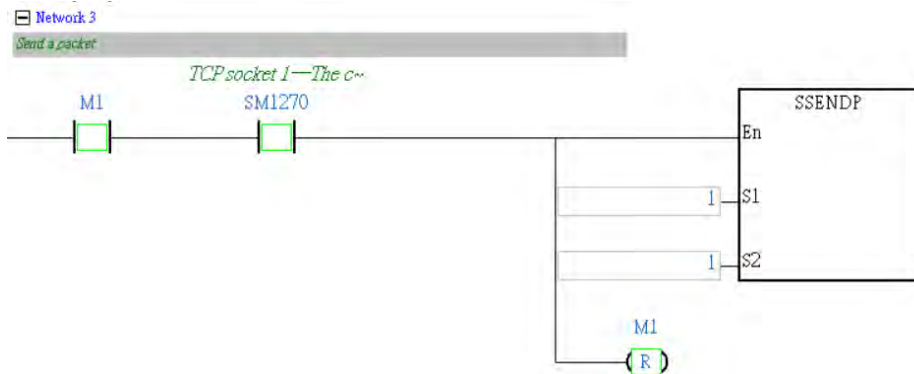 Network 3
Send a packet
TCP socket 1—The c~
M1
SM1270
SSENDP
En
1
S1
1
S2
M1
R